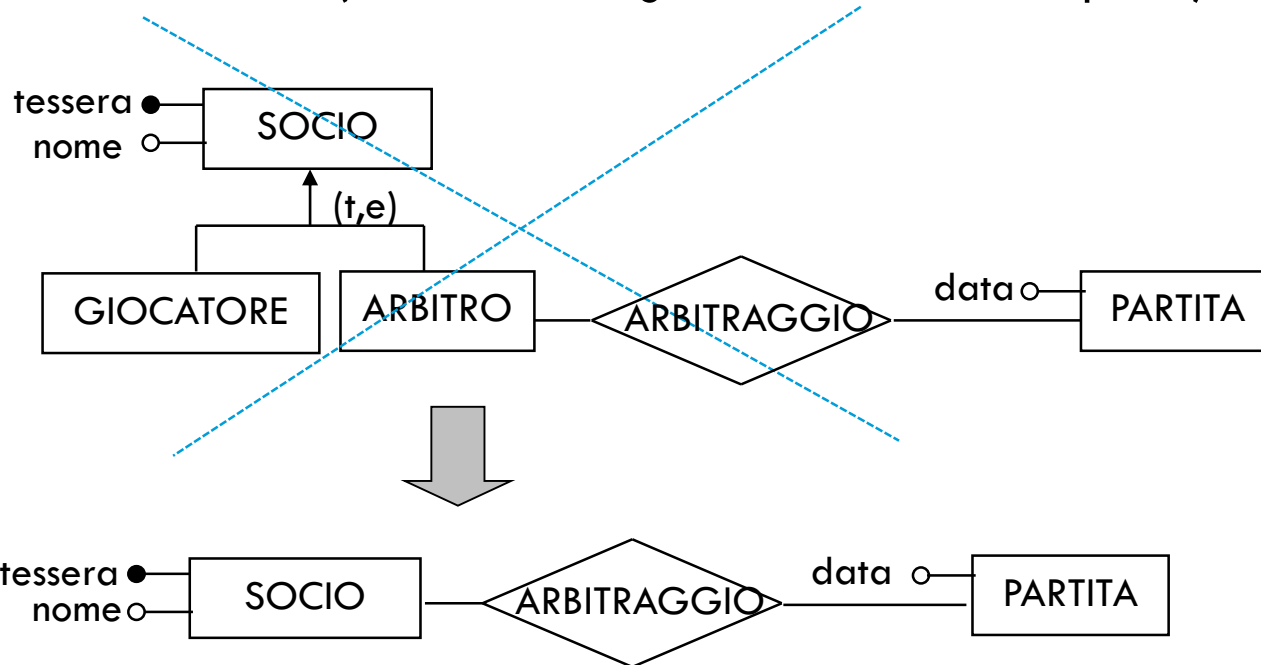 tessera
nome
SOCIO
(t,e)
GIOCATORE
ARBITRO
ARBITRAGGIO
data
PARTITA
tessera
nome
SOCIO
ARBITRAGGIO
data
PARTITA